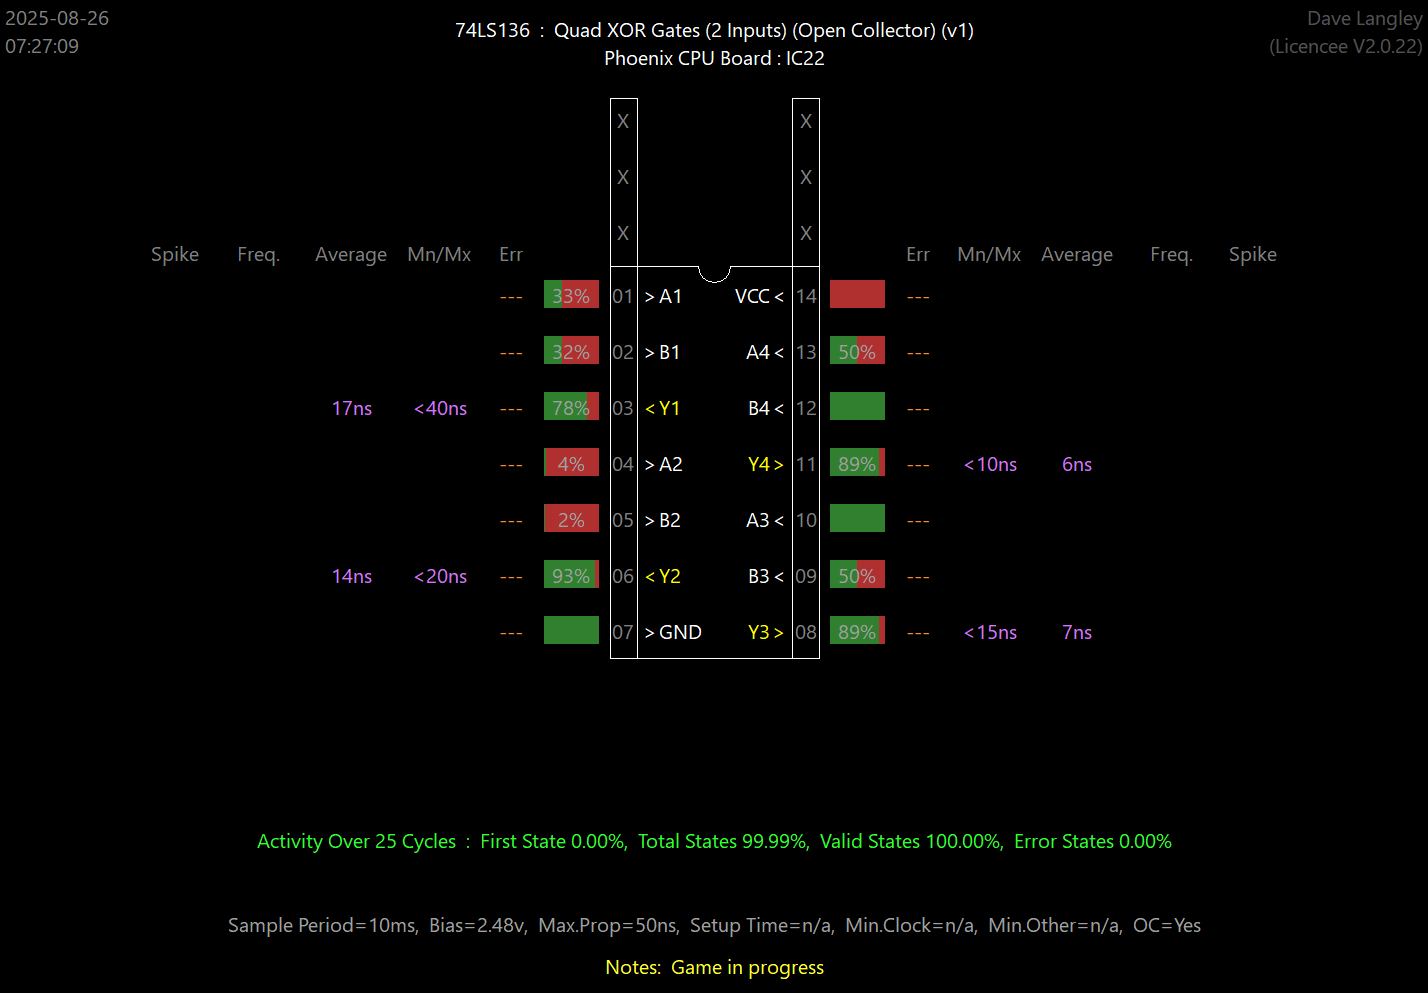 2025-08-26
07:27:09
74LS136 : Quad XOR Gates (2 Inputs) (Open Collector) (v1)
Phoenix CPU Board : IC22
Dave Langley
(Licencee V2.0.22)
X X
X X
X X
Spike Freq. Average Mn/Mx Err Err Mn/Mx Average Freq. Spike
--- 33% 01 > A1 VCC < 14 ---
--- 32% 02 > B1 A4 < 13 50% ---
17ns <40ns --- 78% 03 < Y1 B4 < 12 ---
--- 4% 04 > A2 Y4 > 11 89% --- <10ns 6ns
--- 2% 05 > B2 A3 < 10 ---
14ns <20ns --- 93% 06 < Y2 B3 < 09 50% ---
--- 07 > GND Y3 > 08 89% --- <15ns 7ns
Activity Over 25 Cycles : First State 0.00%, Total States 99.99%, Valid States 100.00%, Error States 0.00%
Sample Period=10ms, Bias=2.48v, Max.Prop=50ns, Setup Time=n/a, Min.Clock=n/a, Min.Other=n/a, OC=Yes
Notes: Game in progress